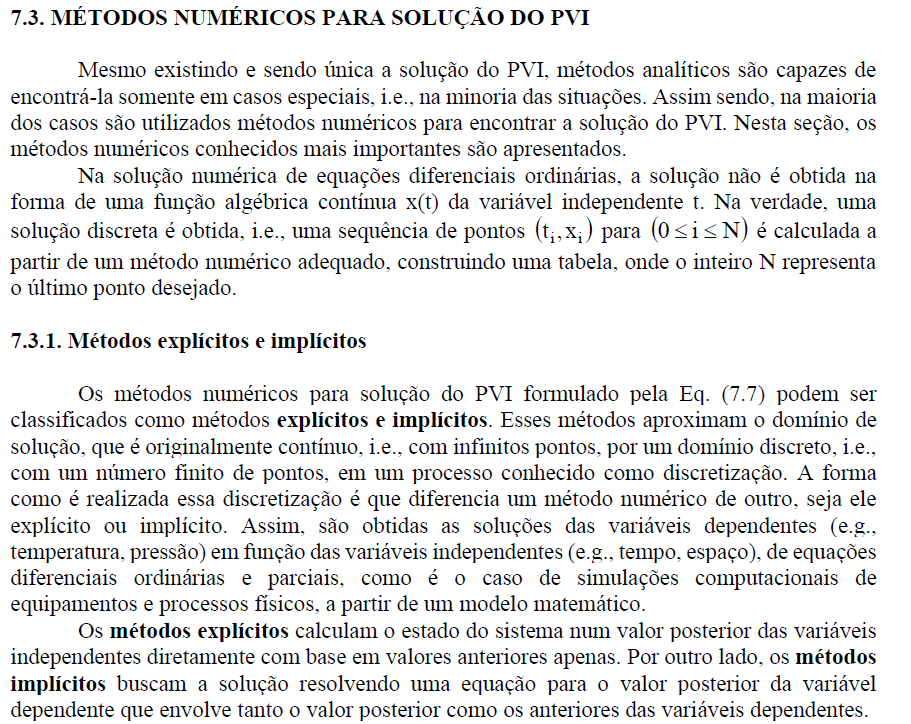 7.3. MÉTODOS NUMÉRICOS PARA SOLUÇÃO DO PVI
Mesmo existindo e sendo única a solução do PVI, métodos analíticos são capazes de
encontrá-la somente em casos especiais, i.e., na minoria das situações. Assim sendo, na maioria
dos casos são utilizados métodos numéricos para encontrar a solução do PVI. Nesta seção, os
métodos numéricos conhecidos mais importantes são apresentados.
Na solução numérica de equações diferenciais ordinárias, a solução não é obtida na
forma de uma função algébrica contínua x(t) da variável independente t. Na verdade, uma
solução discreta é obtida, i.e., uma sequência de pontos (tᵢ, xᵢ) para (0 ≤ i ≤ N) é calculada a
partir de um método numérico adequado, construindo uma tabela, onde o inteiro N representa
o último ponto desejado.
7.3.1. Métodos explícitos e implícitos
Os métodos numéricos para solução do PVI formulado pela Eq. (7.7) podem ser
classificados como métodos explícitos e implícitos. Esses métodos aproximam o domínio de
solução, que é originalmente contínuo, i.e., com infinitos pontos, por um domínio discreto, i.e.,
com um número finito de pontos, em um processo conhecido como discretização. A forma
como é realizada essa discretização é que diferencia um método numérico de outro, seja ele
explícito ou implícito. Assim, são obtidas as soluções das variáveis dependentes (e.g.,
temperatura, pressão) em função das variáveis independentes (e.g., tempo, espaço), de equações
diferenciais ordinárias e parciais, como é o caso de simulações computacionais de
equipamentos e processos físicos, a partir de um modelo matemático.
Os métodos explícitos calculam o estado do sistema num valor posterior das variáveis
independentes diretamente com base em valores anteriores apenas. Por outro lado, os métodos
implícitos buscam a solução resolvendo uma equação para o valor posterior da variável
dependente que envolve tanto o valor posterior como os anteriores das variáveis dependentes.